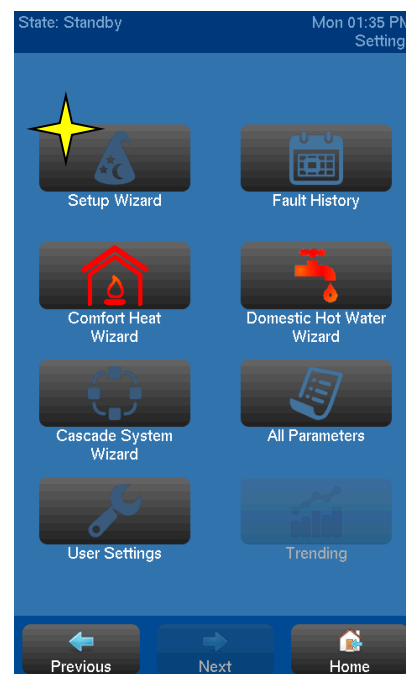 State: Standby
Mon 01:35 PM
Setting
Setup Wizard
Fault History
Comfort Heat
Wizard
Domestic Hot Water
Wizard
Cascade System
Wizard
All Parameters
User Settings
Trending
Previous
Next
Home